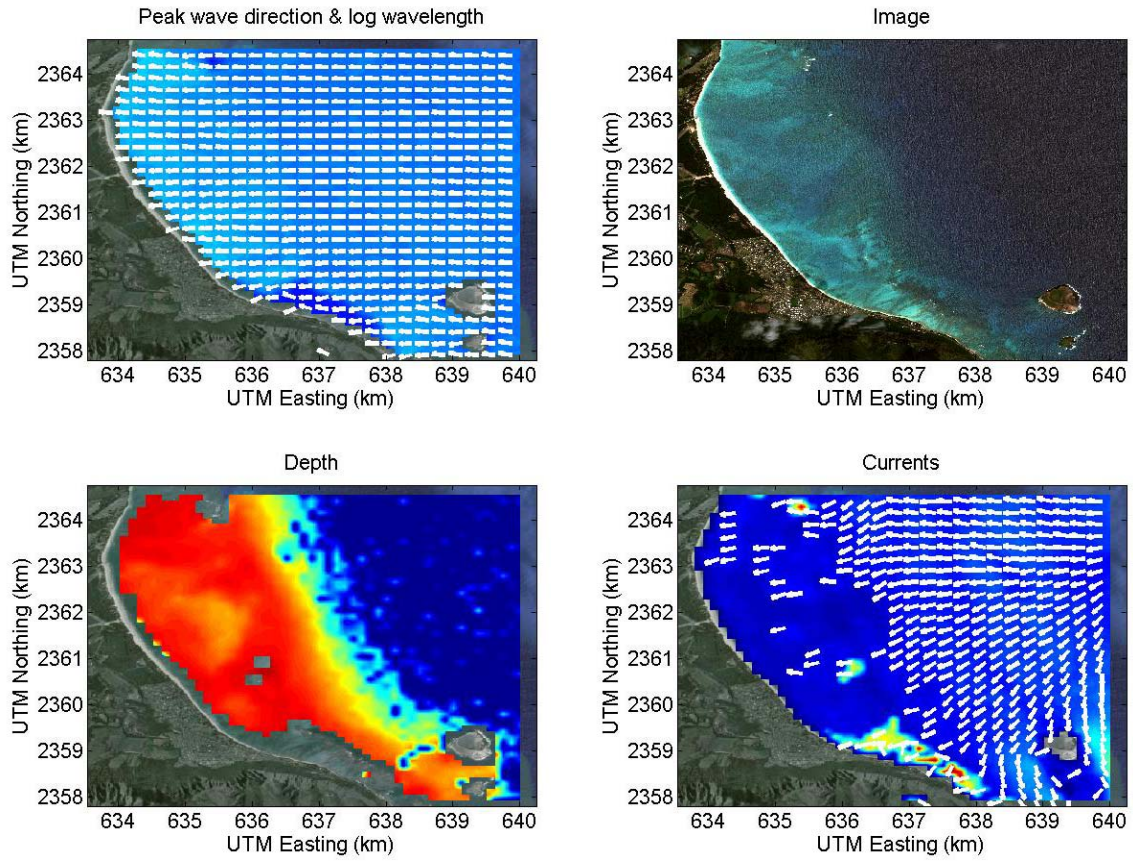 Peak wave direction & log wavelength
2364
2363
2362
2361
2360
2359
2358
UTM Northing (km)
634 635 636 637 638 639 640
UTM Easting (km)
Image
2364
2363
2362
2361
2360
2359
2358
UTM Northing (km)
634 635 636 637 638 639 640
UTM Easting (km)
Depth
2364
2363
2362
2361
2360
2359
2358
UTM Northing (km)
634 635 636 637 638 639 640
UTM Easting (km)
Currents
2364
2363
2362
2361
2360
2359
2358
UTM Northing (km)
634 635 636 637 638 639 640
UTM Easting (km)